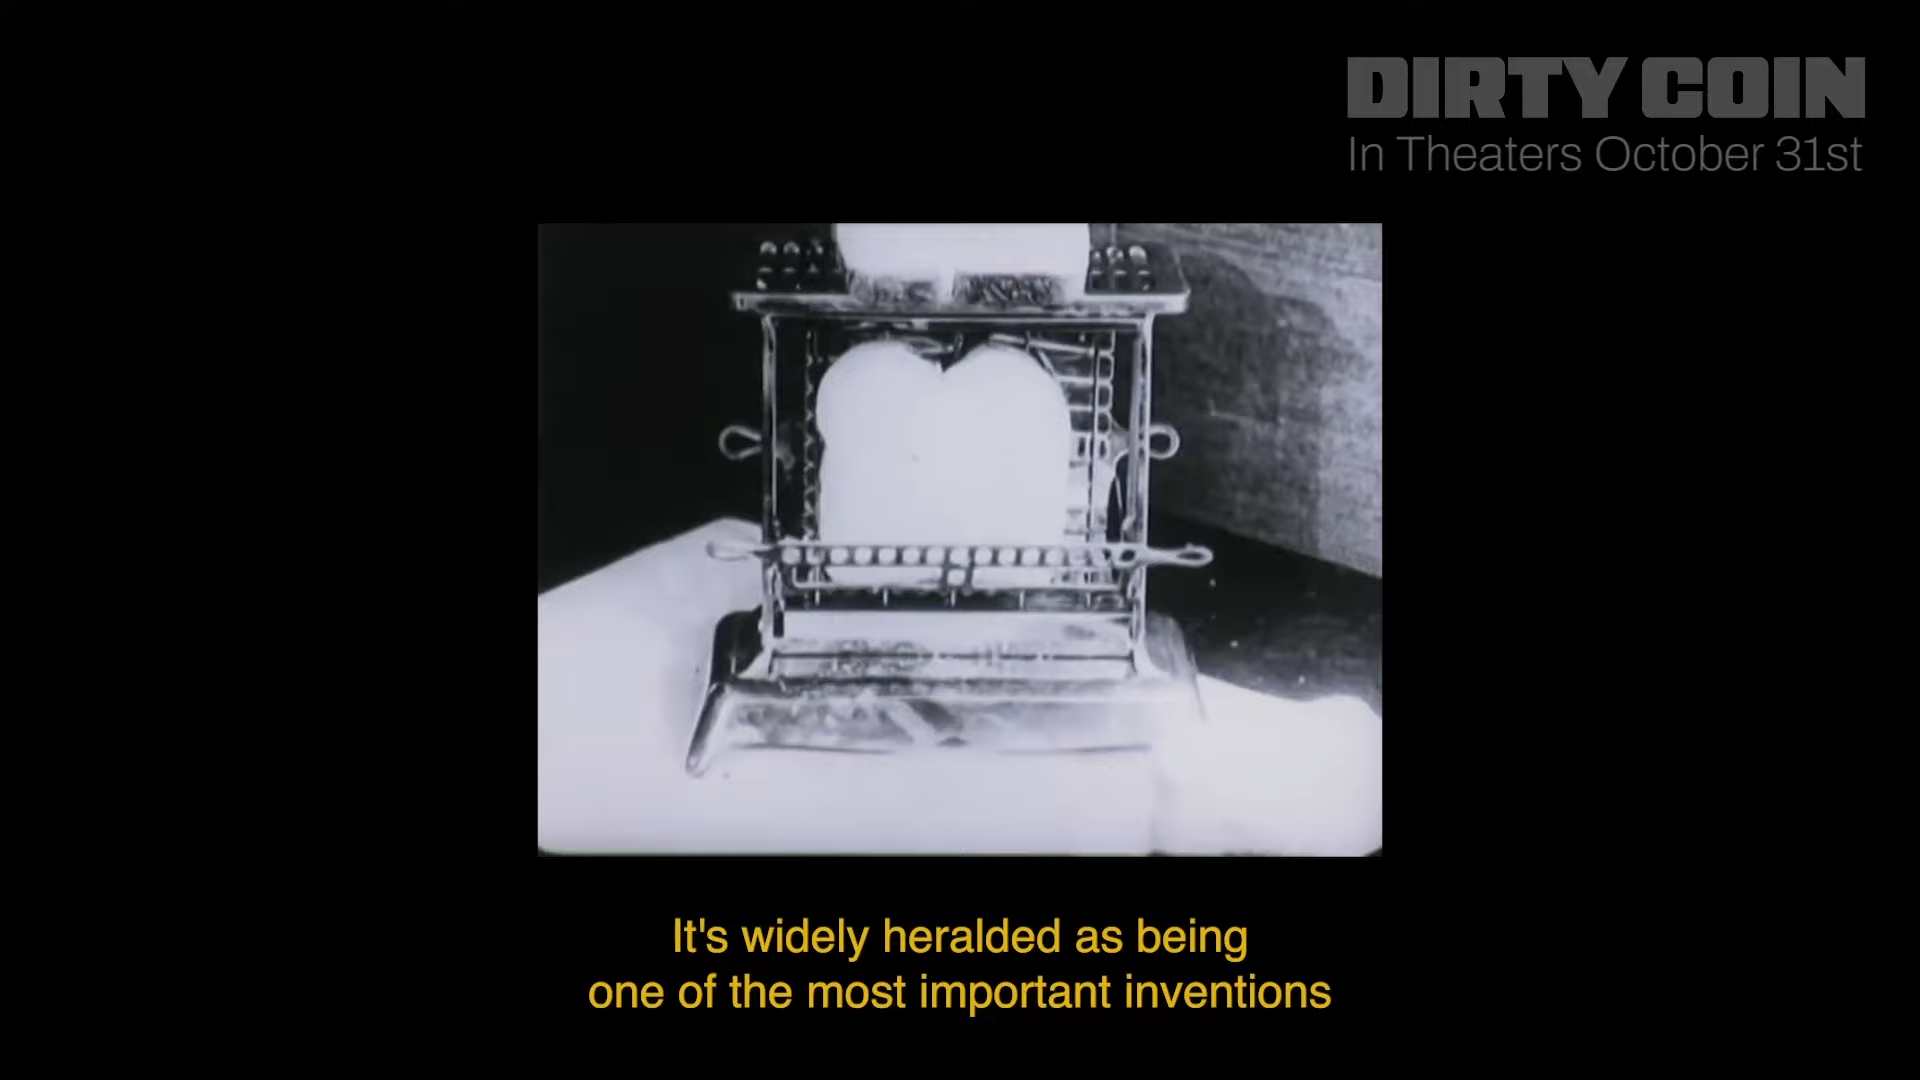 DIRTY COIN
In Theaters October 31st
It's widely heralded as being
one of the most important inventions